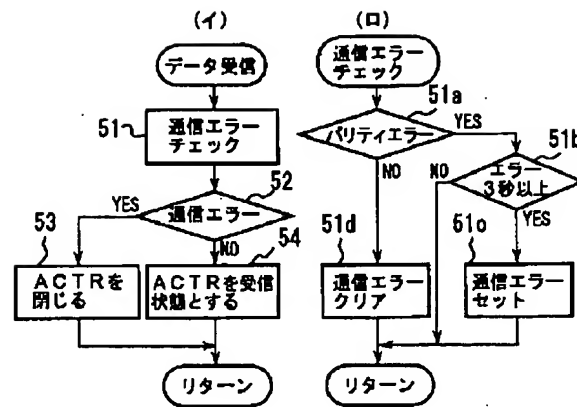 (イ)
データ受信
51
通信エラー
チェック
52
通信エラー
YES
NO
53
ACTRを
閉じる
54
ACTRを受信
状態とする
リターン
(ロ)
通信エラー
チェック
51a
パリティエラー
YES
NO
51b
エラー
3秒以上
NO
YES
51d
通信エラー
クリア
51c
通信エラー
セット
リターン